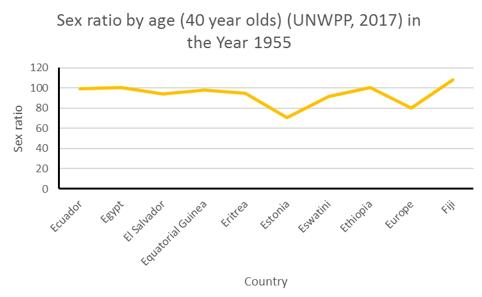 Sex ratio by age (40 year olds) (UNWPP, 2017) in
the Year 1955
120
100
80
60
40
20
0
Sex ratio
Ecuador
Egypt
El Salvador
Equatorial Guinea
Eritrea
Estonia
Eswatini
Ethiopia
Europe
Fiji
Country